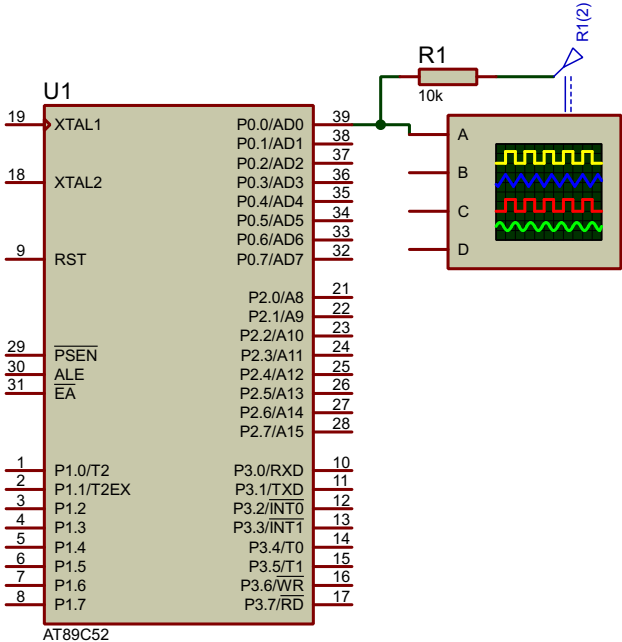 R1(2)
R1
10k
U1
19 XTAL1 P0.0/AD0 39
P0.1/AD1 38
P0.2/AD2 37
18 XTAL2 P0.3/AD3 36
P0.4/AD4 35
P0.5/AD5 34
P0.6/AD6 33
9 RST P0.7/AD7 32
P2.0/A8 21
P2.1/A9 22
P2.2/A10 23
29 PSEN P2.3/A11 24
30 ALE P2.4/A12 25
31 EA P2.5/A13 26
P2.6/A14 27
P2.7/A15 28
1 P1.0/T2 P3.0/RXD 10
2 P1.1/T2EX P3.1/TXD 11
3 P1.2 P3.2/INT0 12
4 P1.3 P3.3/INT1 13
5 P1.4 P3.4/T0 14
6 P1.5 P3.5/T1 15
7 P1.6 P3.6/WR 16
8 P1.7 P3.7/RD 17
AT89C52
A
B
C
D